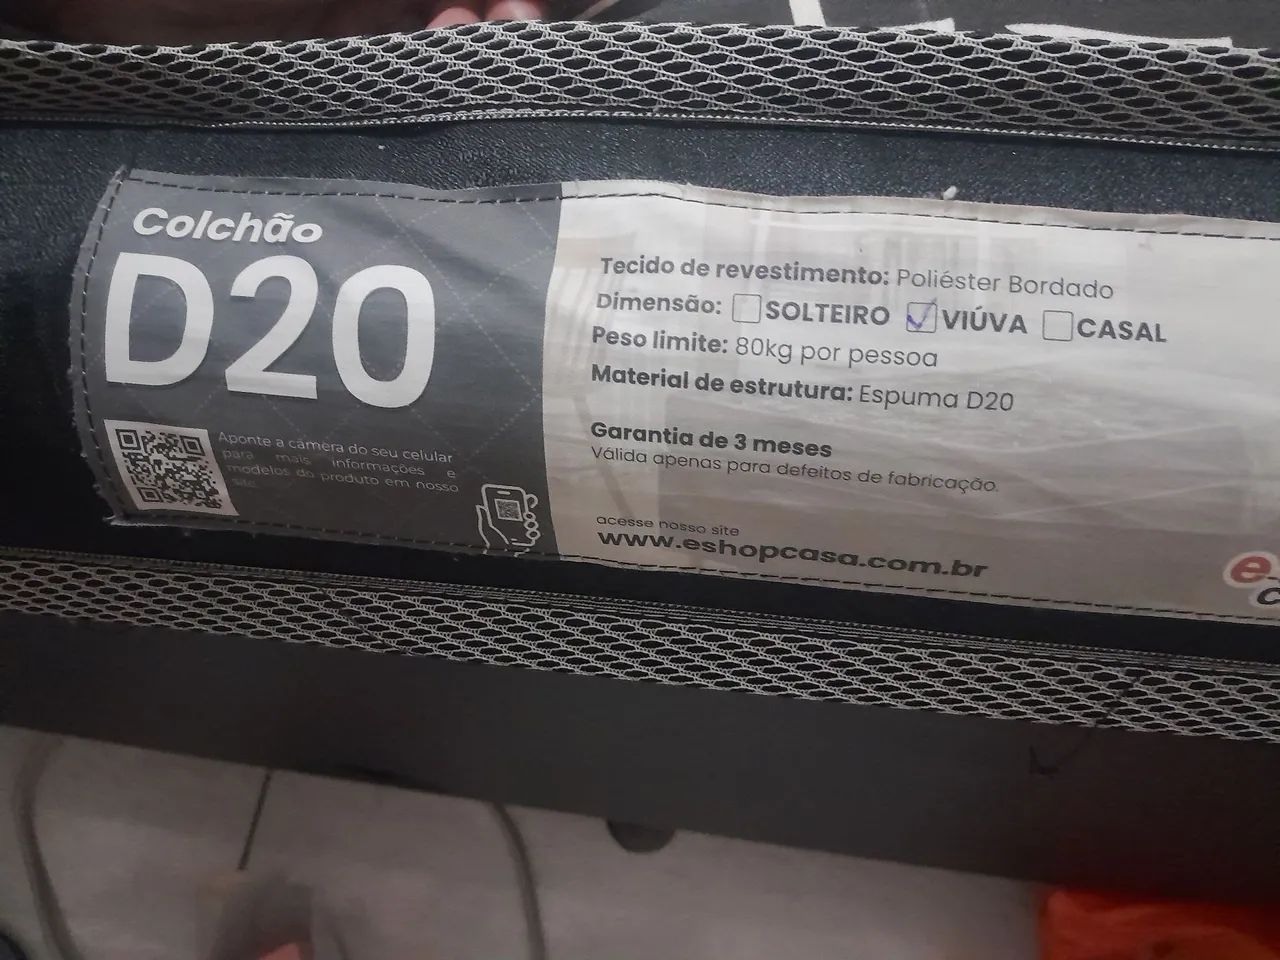 Colchão
D20
Aponte a câmera do seu celular
para mais informações e
modelos do produto em nosso
site.
Tecido de revestimento: Poliéster Bordado
Dimensão: SOLTEIRO VIÚVA CASAL
Peso limite: 80kg por pessoa
Material de estrutura: Espuma D20
Garantia de 3 meses
Válida apenas para defeitos de fabricação.
acesse nosso site
www.eshopcasa.com.br
e-
c